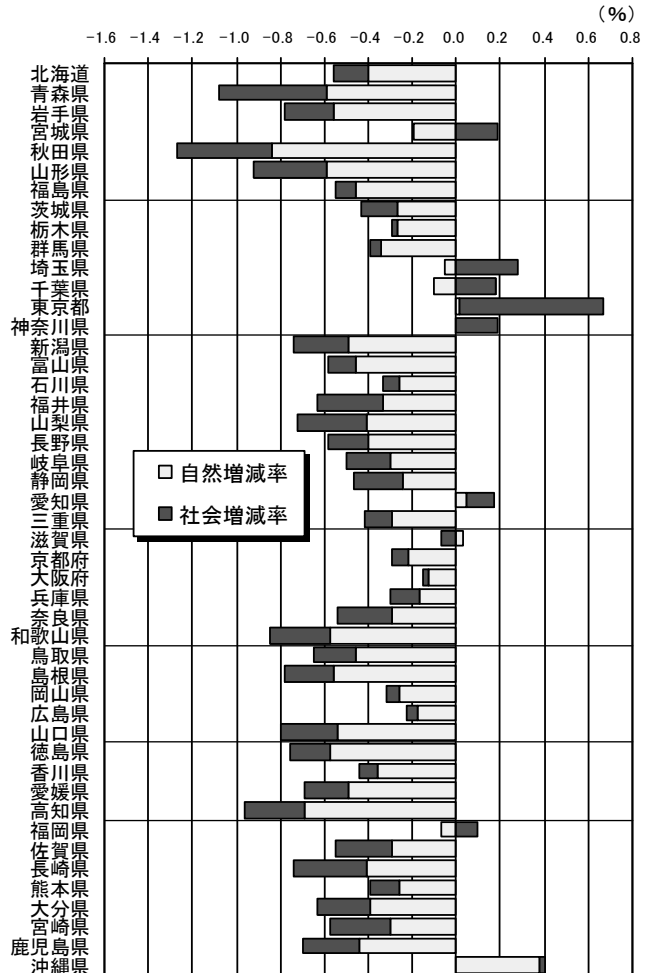 （％）
-1.6 -1.4 -1.2 -1.0 -0.8 -0.6 -0.4 -0.2 0.0 0.2 0.4 0.6 0.8
北海道
青森県
岩手県
宮城県
秋田県
山形県
福島県
茨城県
栃木県
群馬県
埼玉県
千葉県
東京都
神奈川県
新潟県
富山県
石川県
福井県
山梨県
長野県
岐阜県
静岡県
愛知県
三重県
滋賀県
京都府
大阪府
兵庫県
奈良県
和歌山県
鳥取県
島根県
岡山県
広島県
山口県
徳島県
香川県
愛媛県
高知県
福岡県
佐賀県
長崎県
熊本県
大分県
宮崎県
鹿児島県
沖縄県
自然増減率
社会増減率